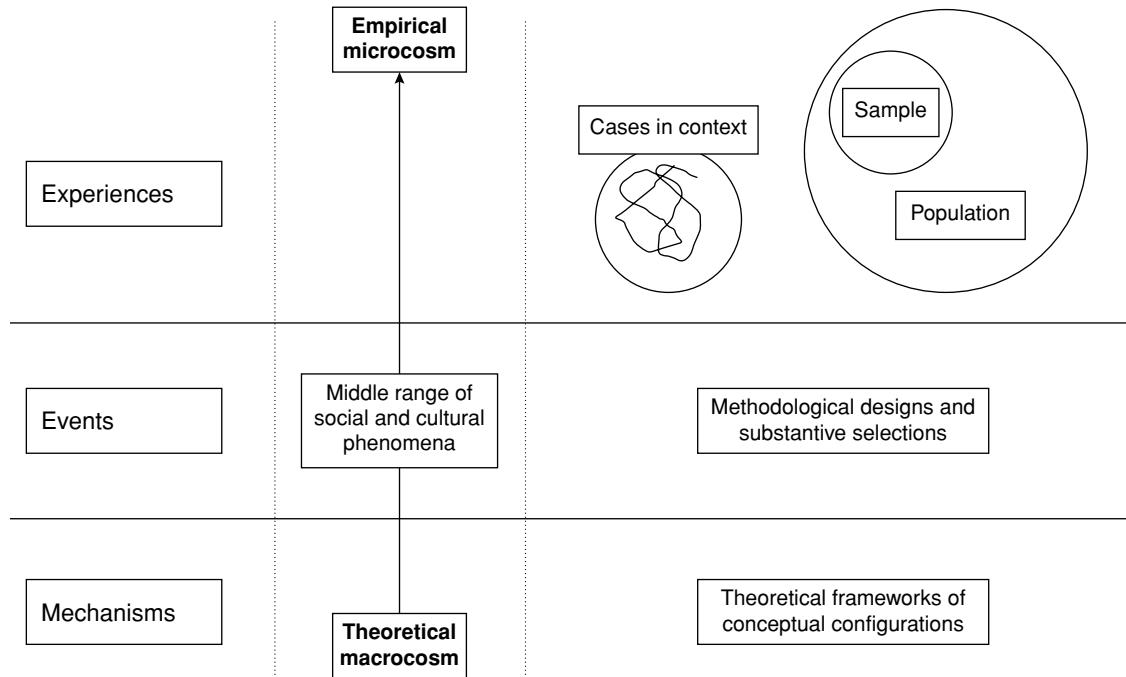 Empirical
microcosm
Cases in context
Sample
Population
Experiences
Events
Middle range of
social and cultural
phenomena
Methodological designs and
substantive selections
Mechanisms
Theoretical
macrocosm
Theoretical frameworks of
conceptual configurations